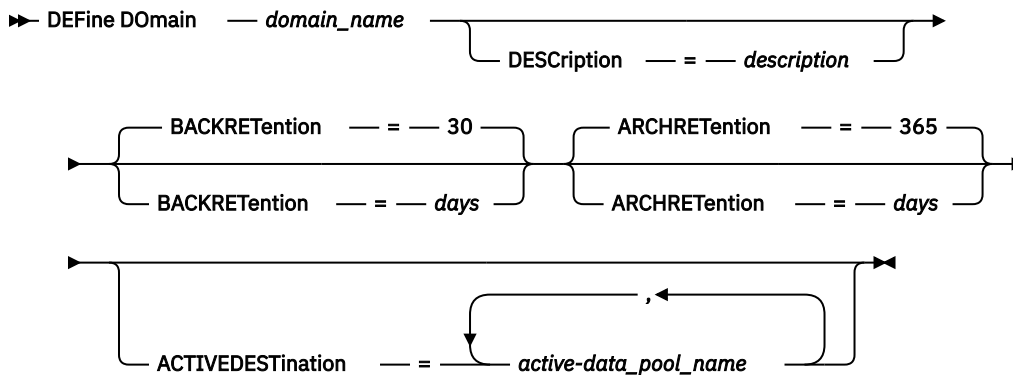 DEFine DOmain domain_name
DESCription = description
BACKRETention = 30 ARCHRETention = 365
BACKRETention = days ARCHRETention = days
,
ACTIVEDESTination = active-data_pool_name